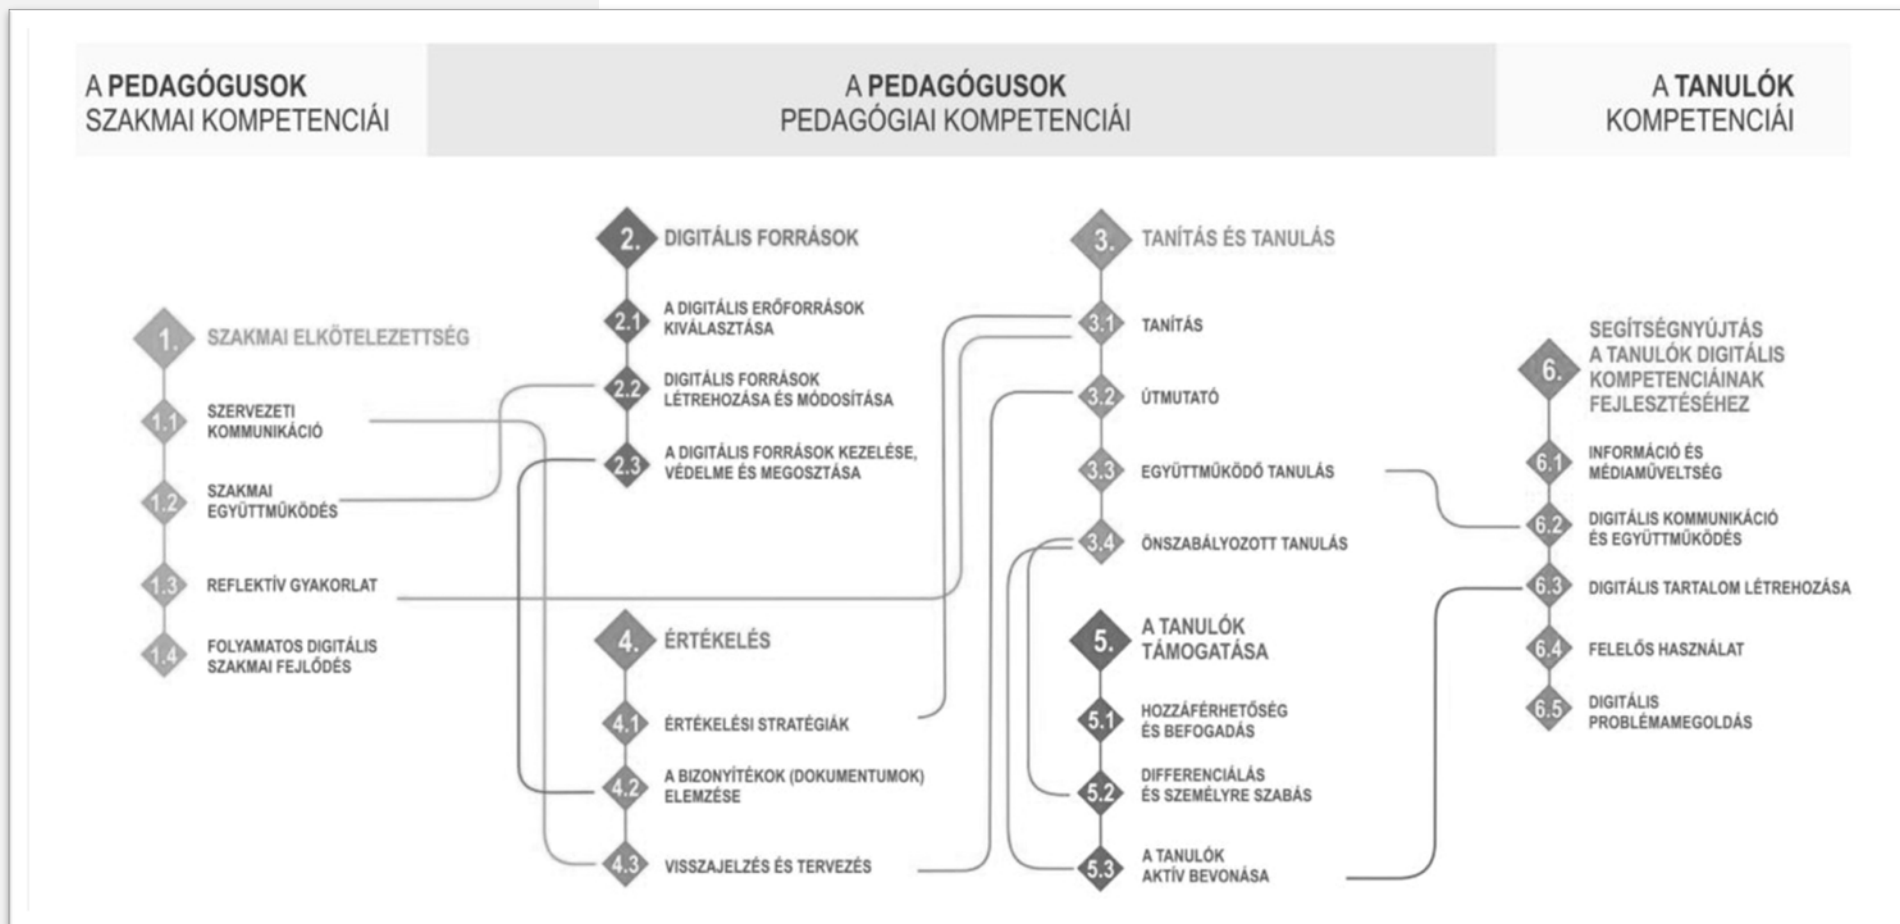 A PEDAGÓGUSOK
SZAKMAI KOMPETENCIÁI
A PEDAGÓGUSOK
PEDAGÓGIAI KOMPETENCIÁI
A TANULÓK
KOMPETENCIÁI
1. SZAKMAI ELKÖTELEZETTSÉG
1.1 SZERVEZETI
KOMMUNIKÁCIÓ
1.2 SZAKMAI
EGYÜTTMŰKÖDÉS
1.3 REFLEKTÍV GYAKORLAT
1.4 FOLYAMATOS DIGITÁLIS
SZAKMAI FEJLŐDÉS
2. DIGITÁLIS FORRÁSOK
2.1 A DIGITÁLIS ERŐFORRÁSOK
KIVÁLASZTÁSA
2.2 DIGITÁLIS FORRÁSOK
LÉTREHOZÁSA ÉS MÓDOSÍTÁSA
2.3 A DIGITÁLIS FORRÁSOK KEZELÉSE,
VÉDELME ÉS MEGOSZTÁSA
3. TANÍTÁS ÉS TANULÁS
3.1 TANÍTÁS
3.2 ÚTMUTATÓ
3.3 EGYÜTTMŰKÖDŐ TANULÁS
3.4 ÖNSZABÁLYOZOTT TANULÁS
4. ÉRTÉKELÉS
4.1 ÉRTÉKELÉSI STRATÉGIÁK
4.2 A BIZONYÍTÉKOK (DOKUMENTUMOK)
ELEMZÉSE
4.3 VISSZAJELZÉS ÉS TERVEZÉS
5. A TANULÓK
TÁMOGATÁSA
5.1 HOZZÁFÉRHETŐSÉG
ÉS BEFOGADÁS
5.2 DIFFERENCIÁLÁS
ÉS SZEMÉLYRE SZABÁS
5.3 A TANULÓK
AKTÍV BEVONÁSA
6. SEGÍTSÉGNYÚJTÁS
A TANULÓK DIGITÁLIS
KOMPETENCIÁINAK
FEJLESZTÉSÉHEZ
6.1 INFORMÁCIÓ ÉS
MÉDIAMŰVELTSÉG
6.2 DIGITÁLIS KOMMUNIKÁCIÓ
ÉS EGYÜTTMŰKÖDÉS
6.3 DIGITÁLIS TARTALOM LÉTREHOZÁSA
6.4 FELELŐS HASZNÁLAT
6.5 DIGITÁLIS
PROBLÉMAMEGOLDÁS